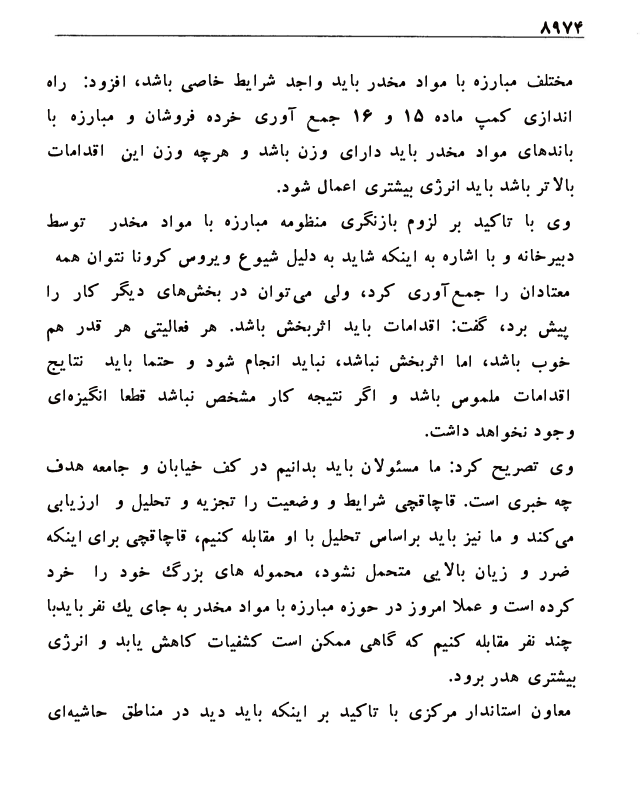 ۸۹۷۴
مختلف مبارزه با مواد مخدر باید واجد شرایط خاصی باشد، افزود: راه
اندازی کمپ ماده ۱۵ و ۱۶ جمع آوری خرده فروشان و مبارزه با
باندهای مواد مخدر باید دارای وزن باشد و هرچه وزن این اقدامات
بالاتر باشد باید انرژی بیشتری اعمال شود.
وی با تاکید بر لزوم بازنگری منظومه مبارزه با مواد مخدر توسط
دبیرخانه و با اشاره به اینکه شاید به دلیل شیوع ویروس کرونا نتوان همه
معتادان را جمع‌آوری کرد، ولی می‌توان در بخش‌های دیگر کار را
پیش برد، گفت: اقدامات باید اثربخش باشد. هر فعالیتی هر قدر هم
خوب باشد، اما اثربخش نباشد، نباید انجام شود و حتما باید نتایج
اقدامات ملموس باشد و اگر نتیجه کار مشخص نباشد قطعا انگیزه‌ای
وجود نخواهد داشت.
وی تصریح کرد: ما مسئولان باید بدانیم در کف خیابان و جامعه هدف
چه خبری است. قاچاقچی شرایط و وضعیت را تجزیه و تحلیل و ارزیابی
می‌کند و ما نیز باید براساس تحلیل با او مقابله کنیم، قاچاقچی برای اینکه
ضرر و زیان بالایی متحمل نشود، محموله های بزرگ خود را خرد
کرده است و عملا امروز در حوزه مبارزه با مواد مخدر به جای یك نفر بایدبا
چند نفر مقابله کنیم که گاهی ممکن است کشفیات کاهش یابد و انرژی
بیشتری هدر برود.
معاون استاندار مرکزی با تاکید بر اینکه باید دید در مناطق حاشیه‌ای